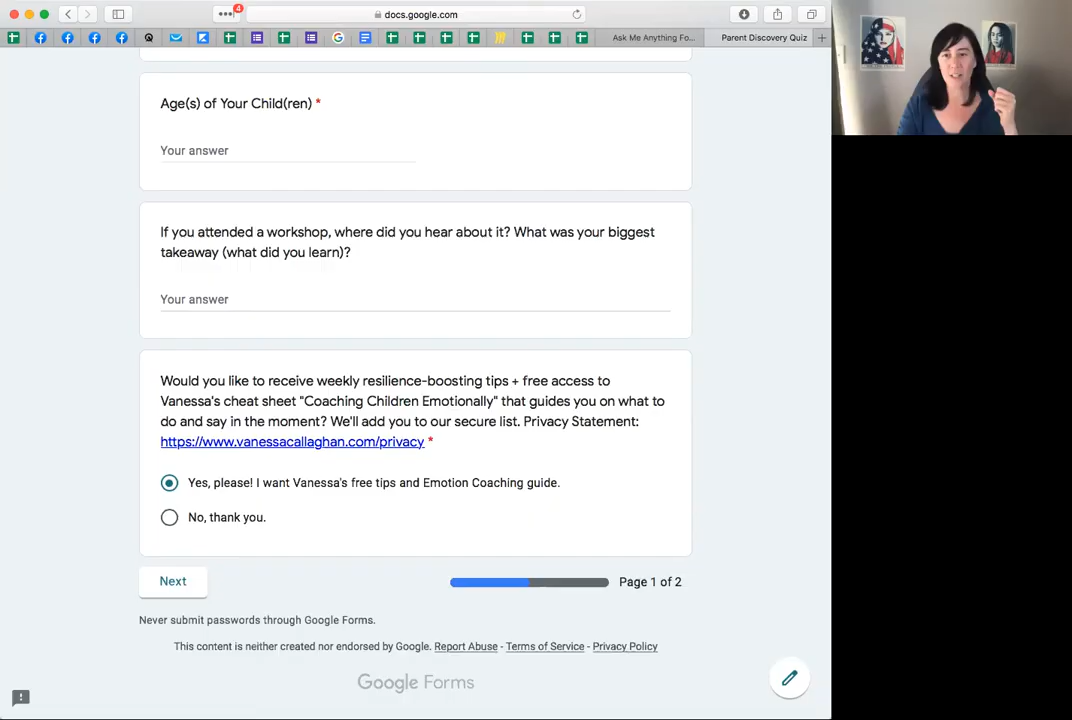 4
docs.google.com
Ask Me Anything Fo...
Parent Discovery Quiz
Age(s) of Your Child(ren) *
Your answer
If you attended a workshop, where did you hear about it? What was your biggest
takeaway (what did you learn)?
Your answer
Would you like to receive weekly resilience-boosting tips + free access to
Vanessa's cheat sheet "Coaching Children Emotionally" that guides you on what to
do and say in the moment? We'll add you to our secure list. Privacy Statement:
https://www.vanessacallaghan.com/privacy *
Yes, please! I want Vanessa's free tips and Emotion Coaching guide.
No, thank you.
Next
Page 1 of 2
Never submit passwords through Google Forms.
This content is neither created nor endorsed by Google. Report Abuse - Terms of Service - Privacy Policy
Google Forms